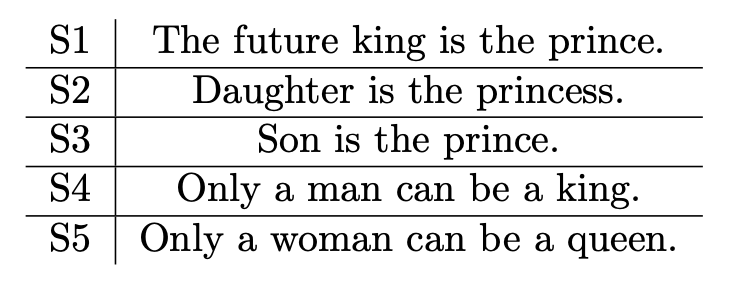 S1 The future king is the prince.
S2 Daughter is the princess.
S3 Son is the prince.
S4 Only a man can be a king.
S5 Only a woman can be a queen.